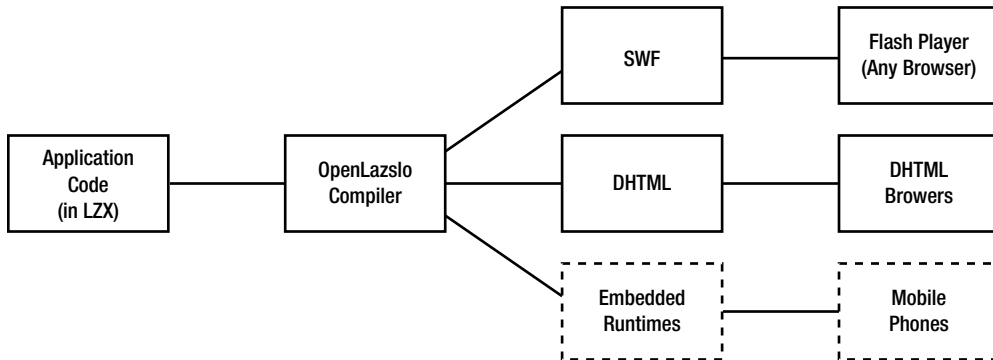 Application
Code
(in LZX)
OpenLazslo
Compiler
SWF
Flash Player
(Any Browser)
DHTML
DHTML
Browers
Embedded
Runtimes
Mobile
Phones